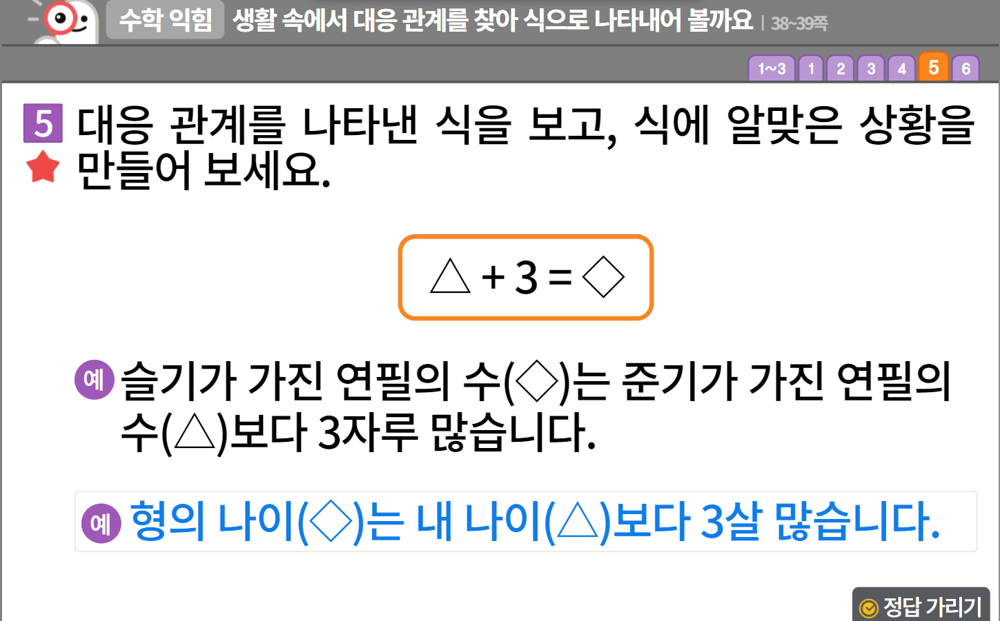 수학 익힘 생활 속에서 대응 관계를 찾아 식으로 나타내어 볼까요 | 38~39쪽
1~3 1 2 3 4 5 6
5 대응 관계를 나타낸 식을 보고, 식에 알맞은 상황을
만들어 보세요.
△ + 3 = ◇
예 슬기가 가진 연필의 수(◇)는 준기가 가진 연필의
수(△)보다 3자루 많습니다.
예 형의 나이(◇)는 내 나이(△)보다 3살 많습니다.
정답 가리기